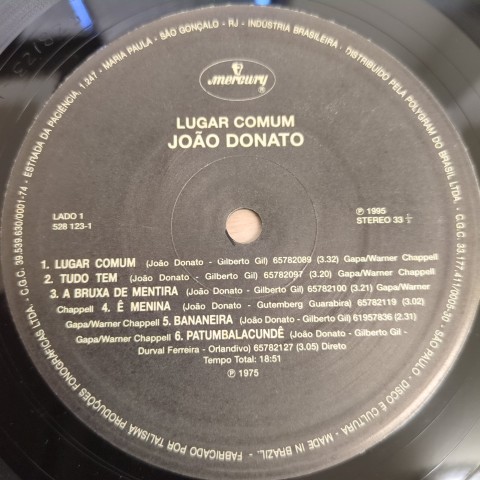 ESTRADA DA PACIÊNCIA, 1.247 - MARIA PAULA - SÃO GONÇALO - RJ - INDÚSTRIA BRASILEIRA - DISTRIBUÍDO PELA POLYGRAM DO BRASIL LTDA. - C.G.C. 33.177.411/0005-30 - SÃO PAULO - DISCO É CULTURA - MADE IN BRAZIL.
FABRICADO POR TALISMÃ PRODUÇÕES FONOGRÁFICAS LTDA. C.G.C. 39.539.630/0001-74 -
mercury®
LUGAR COMUM
JOÃO DONATO
LADO 1
528 123-1
℗ 1995
STEREO 33 1/3
1. LUGAR COMUM (João Donato - Gilberto Gil) 65782089 (3.32) Gapa/Warner Chappell
2. TUDO TEM (João Donato - Gilberto Gil) 65782097 (3.20) Gapa/Warner Chappell
3. A BRUXA DE MENTIRA (João Donato - Gilberto Gil) 65782100 (3.21) Gapa/Warner
Chappell 4. Ê MENINA (João Donato - Gutemberg Guarabira) 65782119 (3.02)
Gapa/Warner Chappell 5. BANANEIRA (João Donato - Gilberto Gil) 61957836 (2.31)
Gapa/Warner Chappell 6. PATUMBALACUNDÊ (João Donato - Gilberto Gil -
Durval Ferreira - Orlandivo) 65782127 (3.05) Direto
Tempo Total: 18:51
℗ 1975